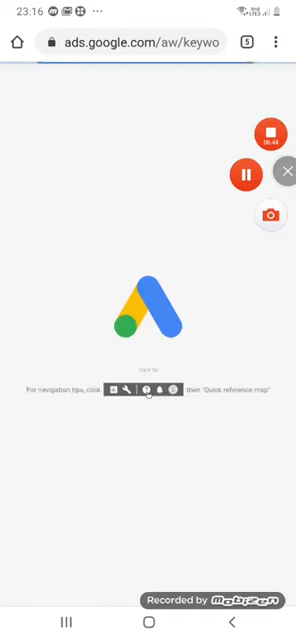 23:16
ads.google.com/aw/keywo
5
06:44
For navigation tips, click
then "Quick reference map"
Recorded by mobizen